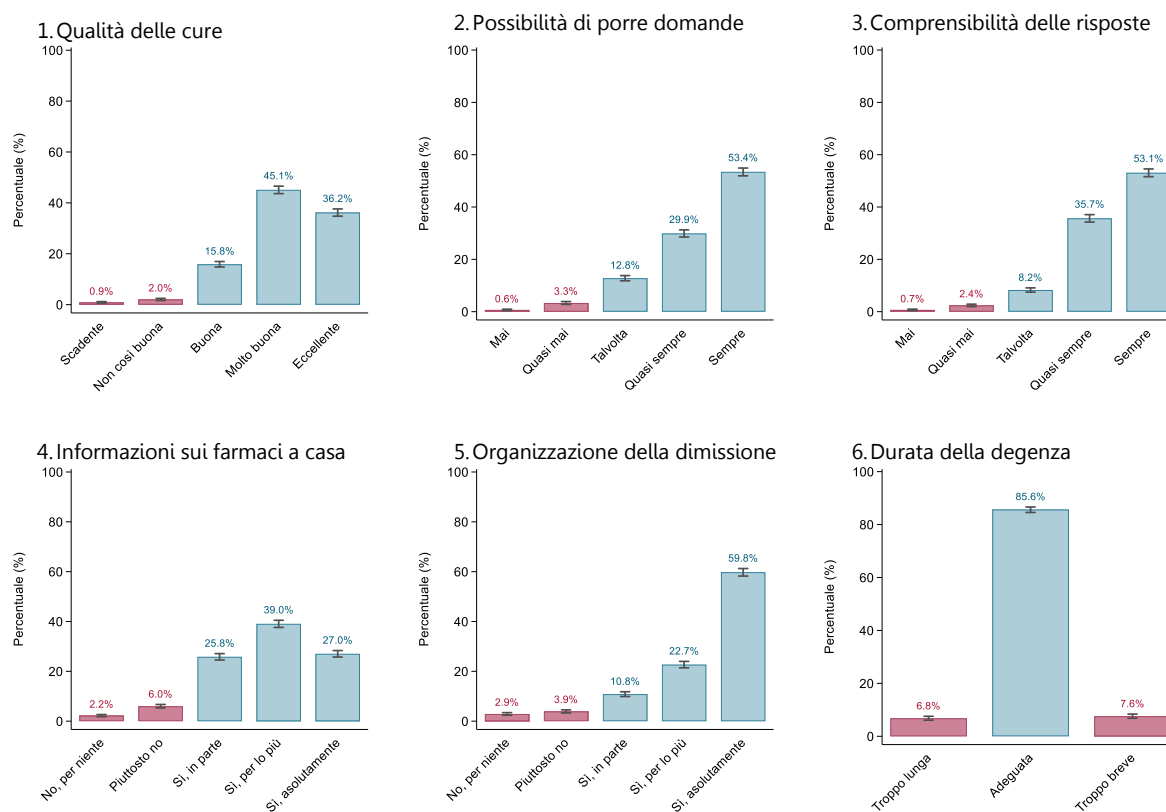 1. Qualità delle cure
Percentuale (%)
100
80
60
40
20
0
0.9%
2.0%
15.8%
45.1%
36.2%
Scadente
Non così buona
Buona
Molto buona
Eccellente
2. Possibilità di porre domande
Percentuale (%)
100
80
60
40
20
0
0.6%
3.3%
12.8%
29.9%
53.4%
Mai
Quasi mai
Talvolta
Quasi sempre
Sempre
3. Comprensibilità delle risposte
Percentuale (%)
100
80
60
40
20
0
0.7%
2.4%
8.2%
35.7%
53.1%
Mai
Quasi mai
Talvolta
Quasi sempre
Sempre
4. Informazioni sui farmaci a casa
Percentuale (%)
100
80
60
40
20
0
2.2%
6.0%
25.8%
39.0%
27.0%
No, per niente
Piuttosto no
Sì, in parte
Sì, per lo più
Sì, asolutamente
5. Organizzazione della dimissione
Percentuale (%)
100
80
60
40
20
0
2.9%
3.9%
10.8%
22.7%
59.8%
No, per niente
Piuttosto no
Sì, in parte
Sì, per lo più
Sì, asolutamente
6. Durata della degenza
Percentuale (%)
100
80
60
40
20
0
6.8%
85.6%
7.6%
Troppo lunga
Adeguata
Troppo breve